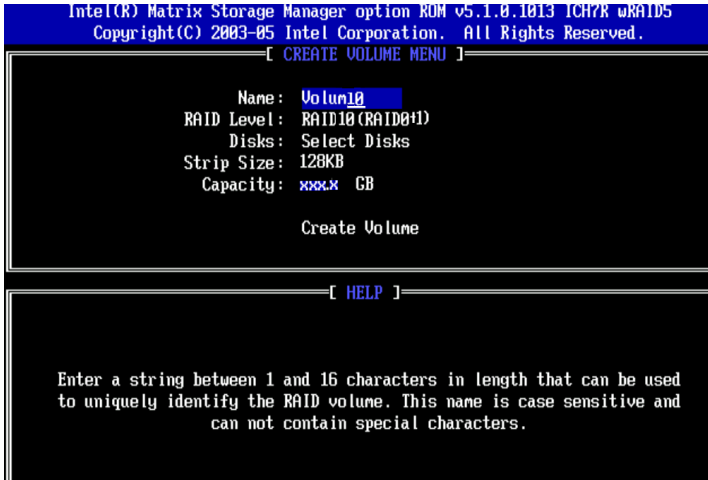 Intel(R) Matrix Storage Manager option ROM v5.1.0.1013 ICH7R wRAID5
Copyright(C) 2003-05 Intel Corporation. All Rights Reserved.
[ CREATE VOLUME MENU ]
Name: Volum10
RAID Level: RAID10(RAID0+1)
Disks: Select Disks
Strip Size: 128KB
Capacity: xxx.x GB
Create Volume
[ HELP ]
Enter a string between 1 and 16 characters in length that can be used
to uniquely identify the RAID volume. This name is case sensitive and
can not contain special characters.